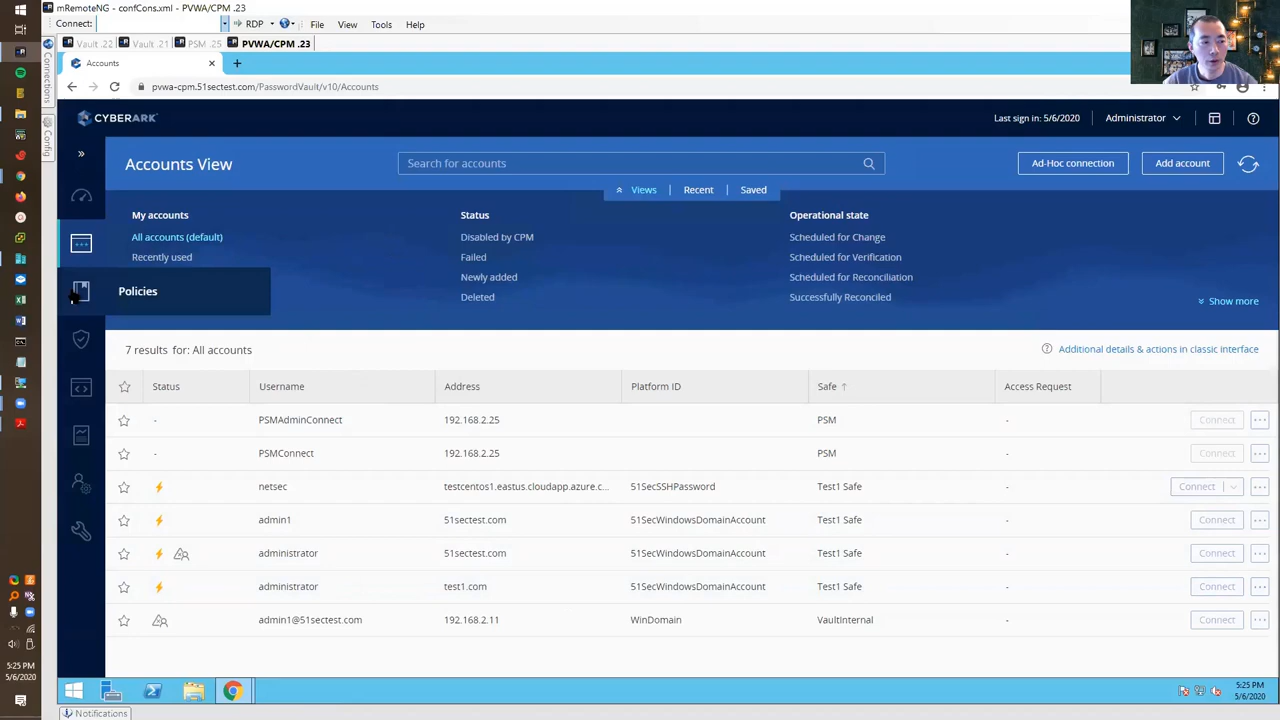 mRemoteNG - confCons.xml - PVWA/CPM .23
Connect: RDP File View Tools Help
Vault .22 Vault .21 PSM .25 PVWA/CPM .23
Connections
Config
Accounts
pvwa-cpm.51sectest.com/PasswordVault/v10/Accounts
CYBERARK Last sign in: 5/6/2020 Administrator
Accounts View Search for accounts Ad-Hoc connection Add account
Views | Recent | Saved
My accounts Status Operational state
All accounts (default) Disabled by CPM Scheduled for Change
Recently used Failed Scheduled for Verification
Policies Newly added Scheduled for Reconciliation
Deleted Successfully Reconciled Show more
7 results for: All accounts Additional details & actions in classic interface
Status Username Address Platform ID Safe Access Request
- PSMAdminConnect 192.168.2.25 PSM - Connect
- PSMConnect 192.168.2.25 PSM - Connect
netsec testcentos1.eastus.cloudapp.azure.c... 51SecSSHPassword Test1 Safe - Connect
admin1 51sectest.com 51SecWindowsDomainAccount Test1 Safe - Connect
administrator 51sectest.com 51SecWindowsDomainAccount Test1 Safe - Connect
administrator test1.com 51SecWindowsDomainAccount Test1 Safe - Connect
admin1@51sectest.com 192.168.2.11 WinDomain VaultInternal - Connect
5:25 PM
5/6/2020
5:25 PM
5/6/2020
Notifications